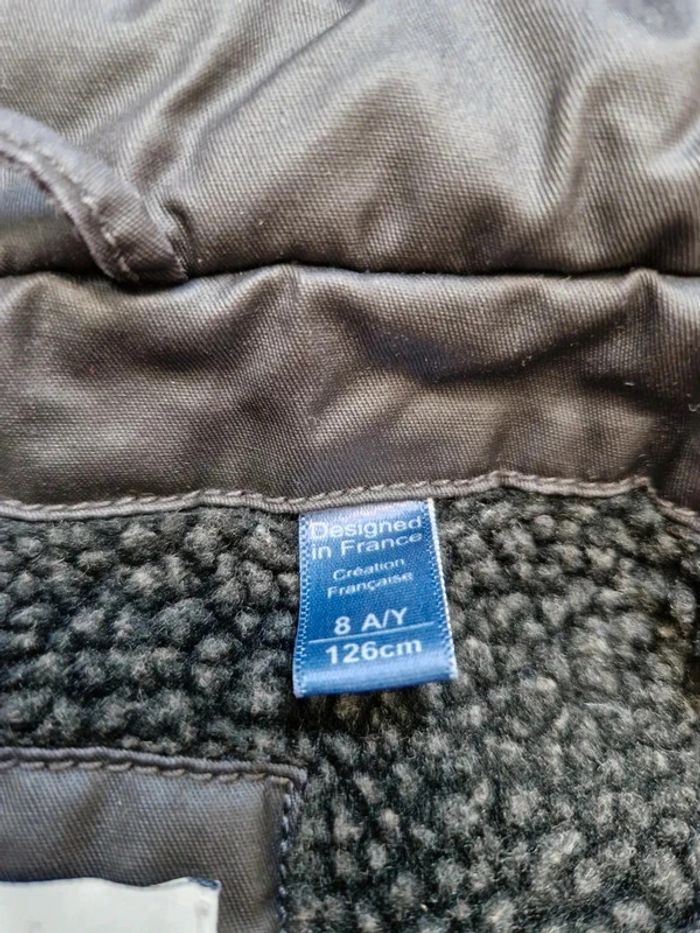 Designed
in France
Création
Française
8 A/Y
126cm